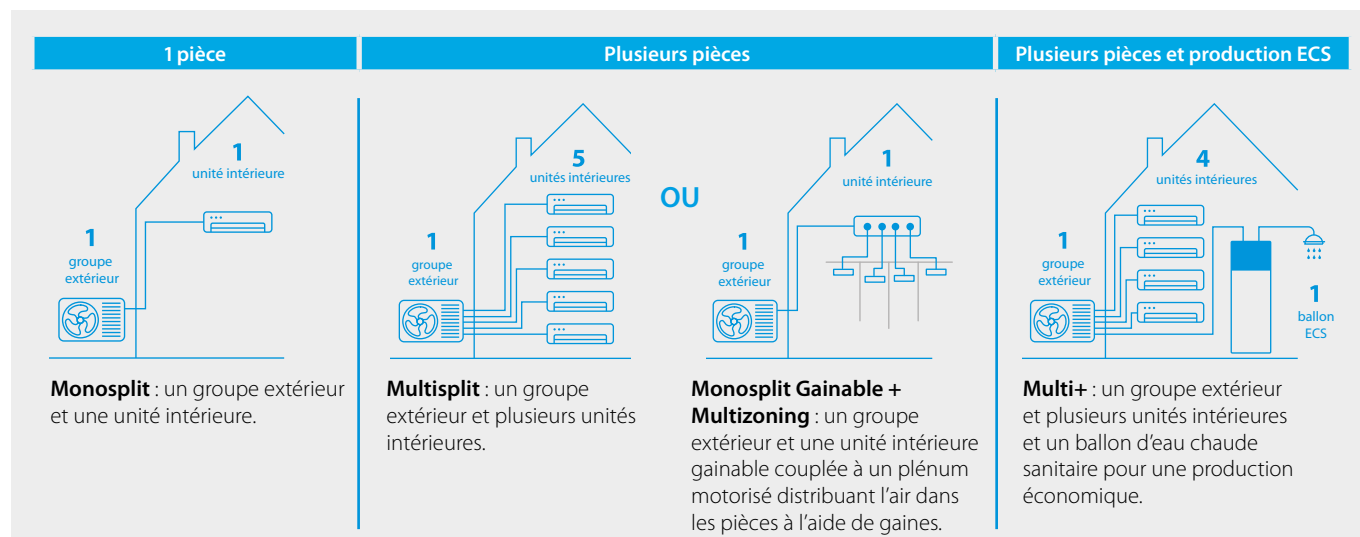 1 pièce
Plusieurs pièces
Plusieurs pièces et production ECS
1
unité intérieure
1
groupe
extérieur
Monosplit : un groupe extérieur
et une unité intérieure.
5
unités intérieures
1
groupe
extérieur
Multisplit : un groupe
extérieur et plusieurs unités
intérieures.
OU
1
unité intérieure
1
groupe
extérieur
Monosplit Gainable +
Multizoning : un groupe
extérieur et une unité intérieure
gainable couplée à un plénum
motorisé distribuant l’air dans
les pièces à l’aide de gaines.
4
unités intérieures
1
groupe
extérieur
1
ballon
ECS
Multi+ : un groupe extérieur
et plusieurs unités intérieures
et un ballon d’eau chaude
sanitaire pour une production
économique.